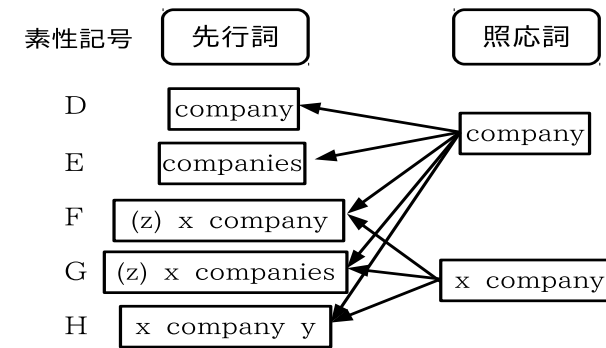 素性記号 先行詞 照応詞
D company
company
E companies
F (z) x company
G (z) x companies
x company
H x company y